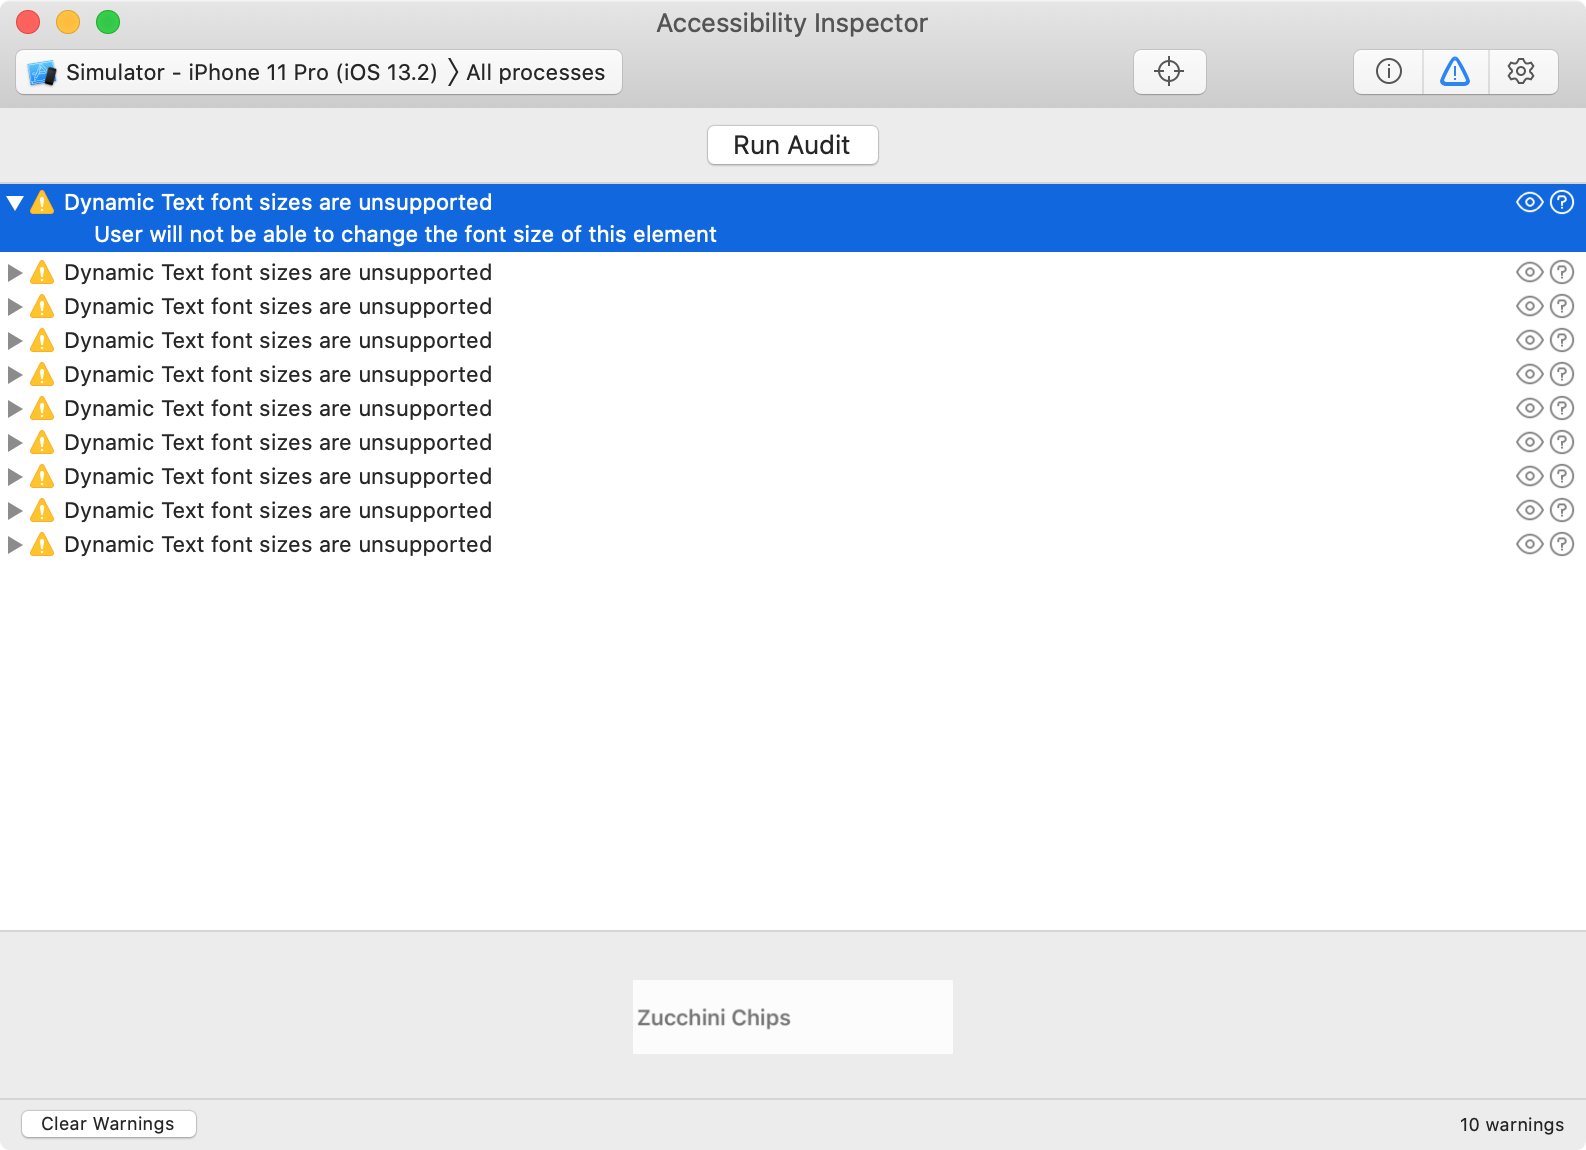 Accessibility Inspector
Simulator - iPhone 11 Pro (iOS 13.2) 〉All processes
Run Audit
Dynamic Text font sizes are unsupported
User will not be able to change the font size of this element
Dynamic Text font sizes are unsupported
Dynamic Text font sizes are unsupported
Dynamic Text font sizes are unsupported
Dynamic Text font sizes are unsupported
Dynamic Text font sizes are unsupported
Dynamic Text font sizes are unsupported
Dynamic Text font sizes are unsupported
Dynamic Text font sizes are unsupported
Dynamic Text font sizes are unsupported
Zucchini Chips
Clear Warnings
10 warnings